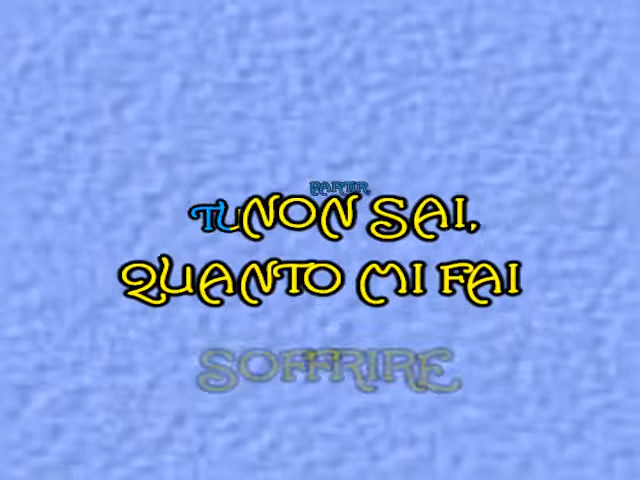 PARTIR,
TU NON SAI,
QUANTO MI FAI
SOFFRIRE